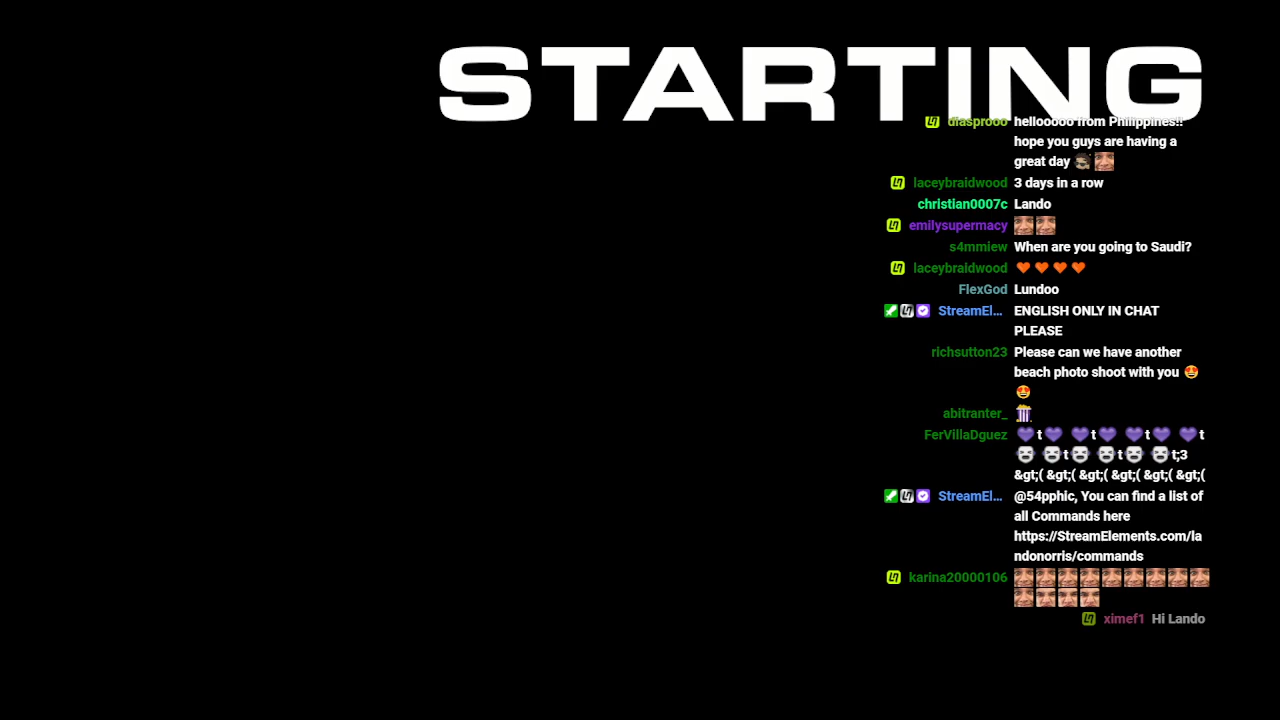 STARTING
diasprooo hellooooo from Philippines!!
hope you guys are having a
great day
laceybraidwood 3 days in a row
christian0007c Lando
emilysupermacy
s4mmiew When are you going to Saudi?
laceybraidwood
FlexGod Lundoo
StreamEl... ENGLISH ONLY IN CHAT
PLEASE
richsutton23 Please can we have another
beach photo shoot with you
abitranter_
FerVillaDguez t t t t
t t t;3
&gt;( &gt;( &gt;( &gt;( &gt;( &gt;(
StreamEl... @54pphic, You can find a list of
all Commands here
https://StreamElements.com/la
ndonorris/commands
karina20000106
ximef1 Hi Lando